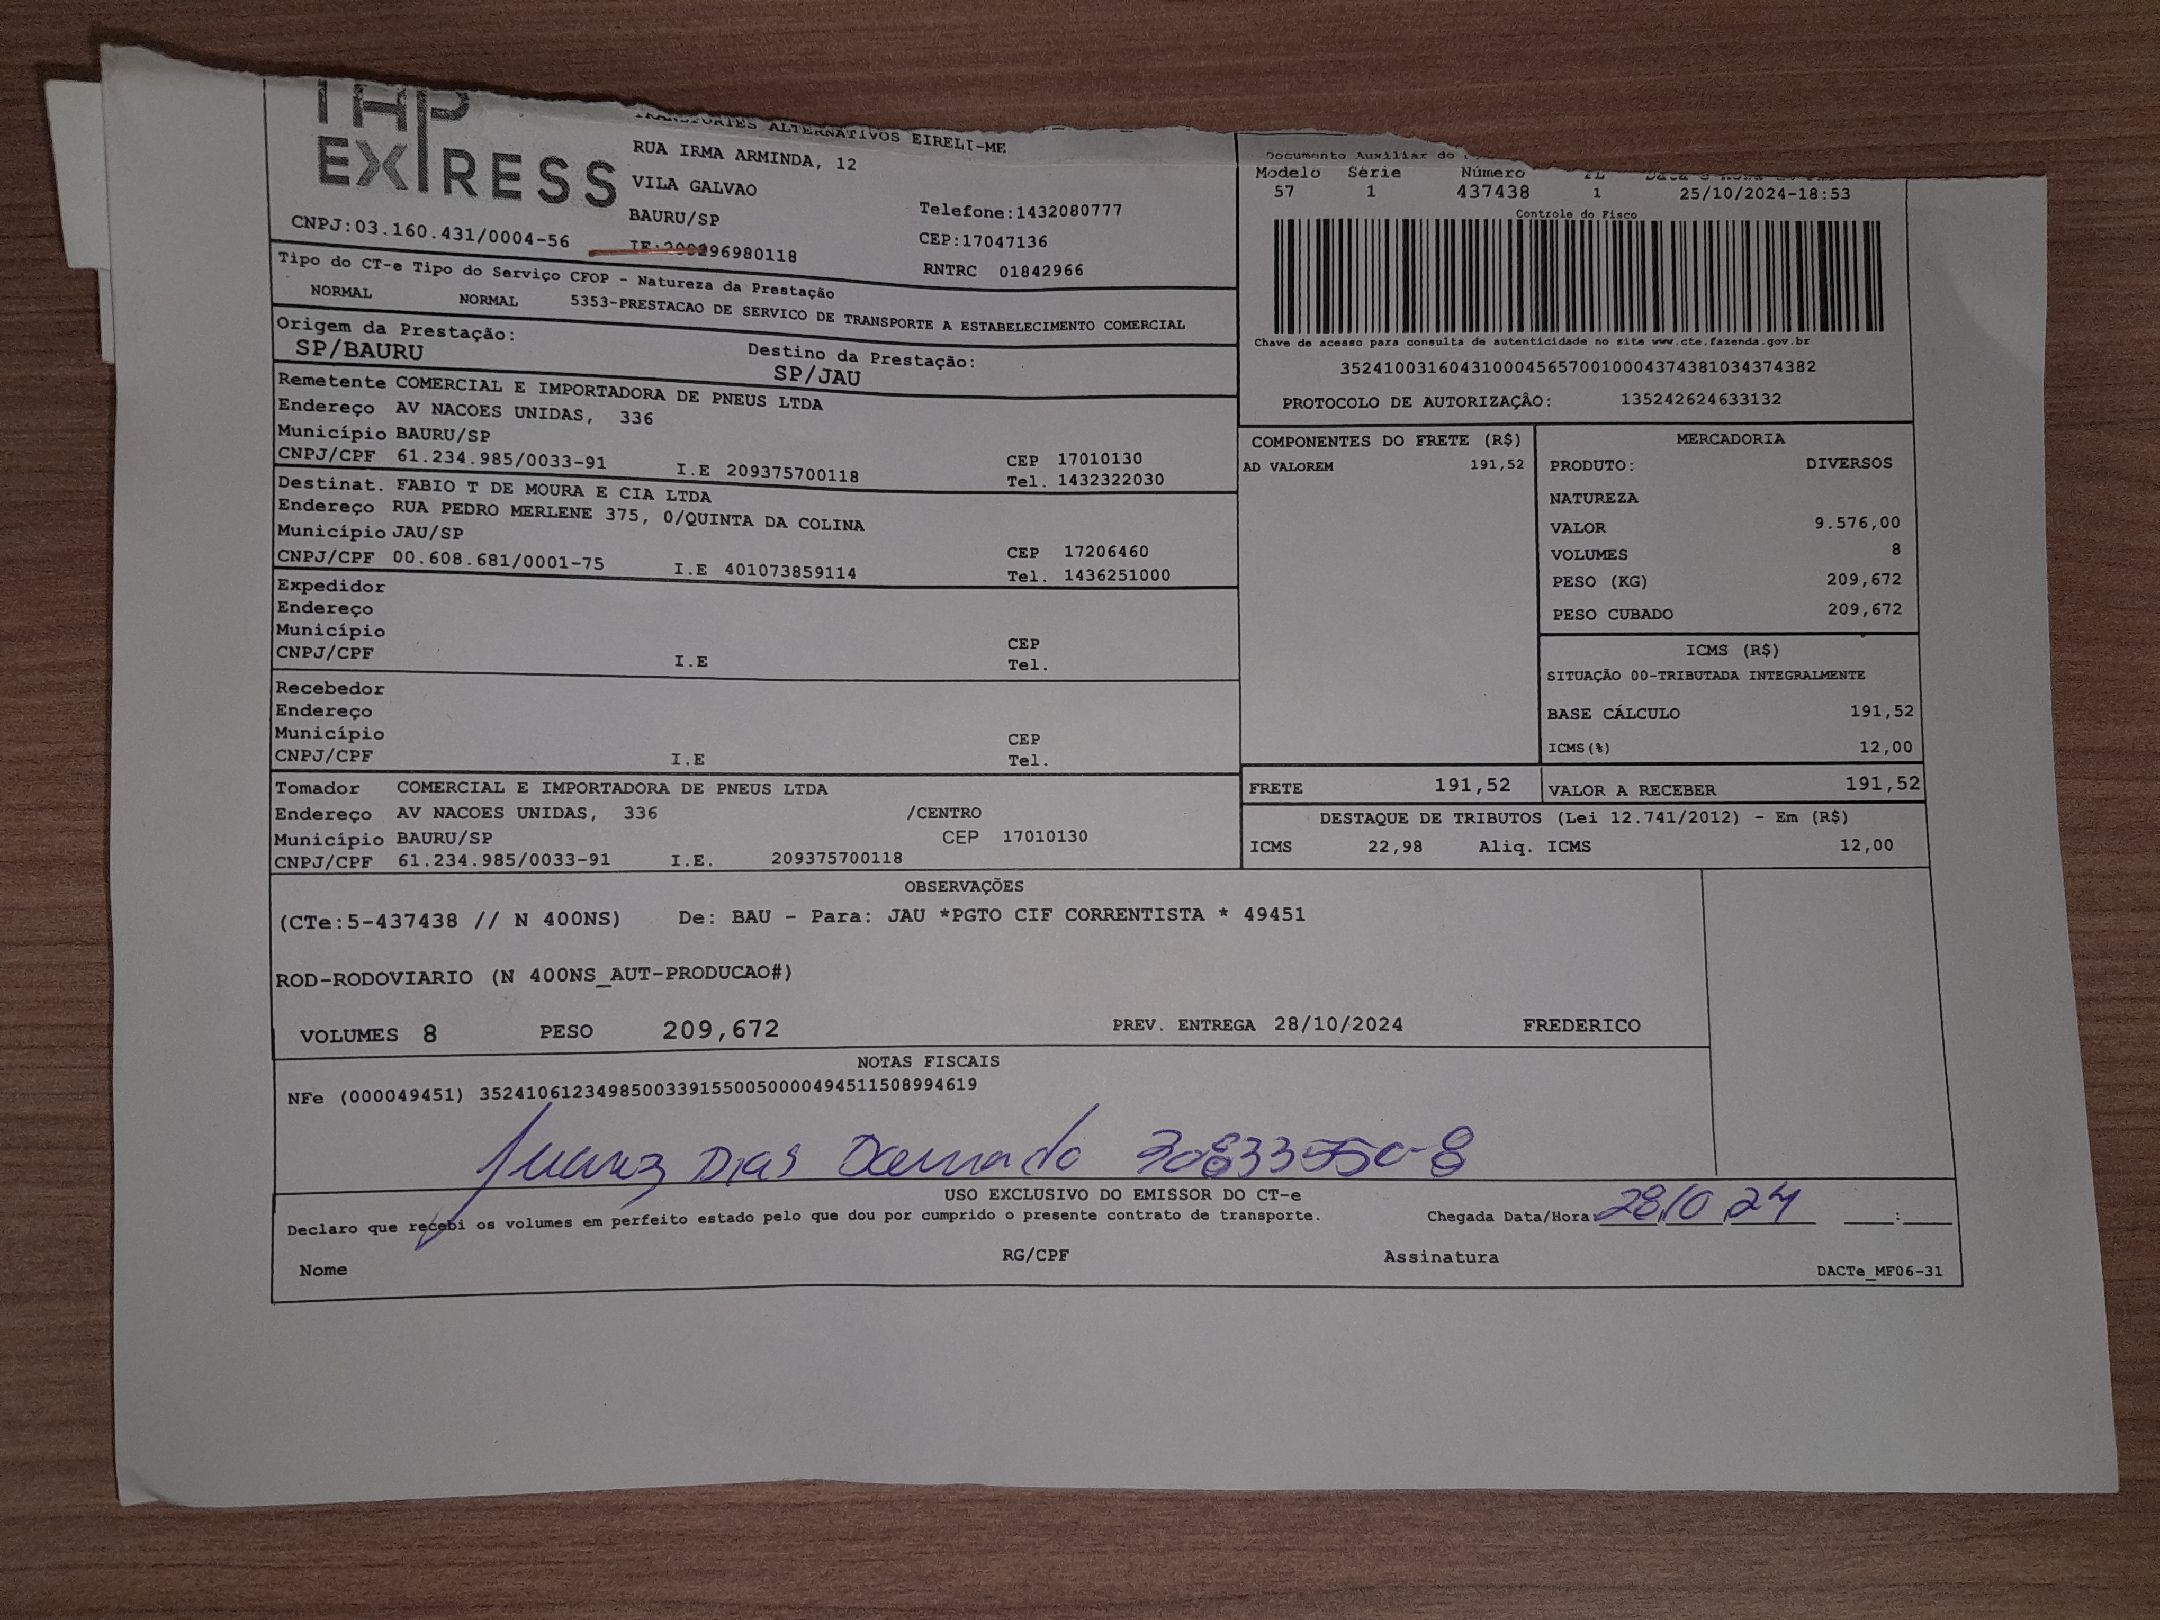 TAP
EXPRESS
TRANSPORTES ALTERNATIVOS EIRELI-ME
RUA IRMA ARMINDA, 12
VILA GALVAO
BAURU/SP
Telefone:1432080777
CEP:17047136
CNPJ:03.160.431/0004-56
IE:209296980118
RNTRC 01842966
Documento Auxiliar do
Modelo Série Número
57 1 437438 1 25/10/2024-18:53
Controle do Fisco
Chave de acesso para consulta de autenticidade no site www.cte.fazenda.gov.br
35241003160431000456570010004374381034374382
PROTOCOLO DE AUTORIZAÇÃO: 135242624633132
Tipo do CT-e Tipo do Serviço CFOP - Natureza da Prestação
NORMAL NORMAL 5353-PRESTACAO DE SERVICO DE TRANSPORTE A ESTABELECIMENTO COMERCIAL
Origem da Prestação:
SP/BAURU
Destino da Prestação:
SP/JAU
Remetente COMERCIAL E IMPORTADORA DE PNEUS LTDA
Endereço AV NACOES UNIDAS, 336
Município BAURU/SP
CEP 17010130
CNPJ/CPF 61.234.985/0033-91 I.E 209375700118 Tel. 1432322030
Destinat. FABIO T DE MOURA E CIA LTDA
Endereço RUA PEDRO MERLENE 375, 0/QUINTA DA COLINA
Município JAU/SP
CEP 17206460
CNPJ/CPF 00.608.681/0001-75 I.E 401073859114 Tel. 1436251000
Expedidor
Endereço
Município
CEP
CNPJ/CPF I.E Tel.
Recebedor
Endereço
Município
CEP
CNPJ/CPF I.E Tel.
Tomador COMERCIAL E IMPORTADORA DE PNEUS LTDA
Endereço AV NACOES UNIDAS, 336 /CENTRO
Município BAURU/SP CEP 17010130
CNPJ/CPF 61.234.985/0033-91 I.E. 209375700118
COMPONENTES DO FRETE (R$)
AD VALOREM 191,52
MERCADORIA
PRODUTO: DIVERSOS
NATUREZA
VALOR 9.576,00
VOLUMES 8
PESO (KG) 209,672
PESO CUBADO 209,672
ICMS (R$)
SITUAÇÃO 00-TRIBUTADA INTEGRALMENTE
BASE CÁLCULO 191,52
ICMS(%) 12,00
FRETE 191,52 VALOR A RECEBER 191,52
DESTAQUE DE TRIBUTOS (Lei 12.741/2012) - Em (R$)
ICMS 22,98 Aliq. ICMS 12,00
OBSERVAÇÕES
(CTe:5-437438 // N 400NS) De: BAU - Para: JAU *PGTO CIF CORRENTISTA * 49451
ROD-RODOVIARIO (N 400NS_AUT-PRODUCAO#)
VOLUMES 8 PESO 209,672 PREV. ENTREGA 28/10/2024 FREDERICO
NOTAS FISCAIS
NFe (000049451) 35241061234985003391550050000494511508994619
Dias 30833550-8
USO EXCLUSIVO DO EMISSOR DO CT-e
Declaro que recebi os volumes em perfeito estado pelo que dou por cumprido o presente contrato de transporte. Chegada Data/Hora: 28 10 24 :
Nome RG/CPF Assinatura
DACTe_MF06-31